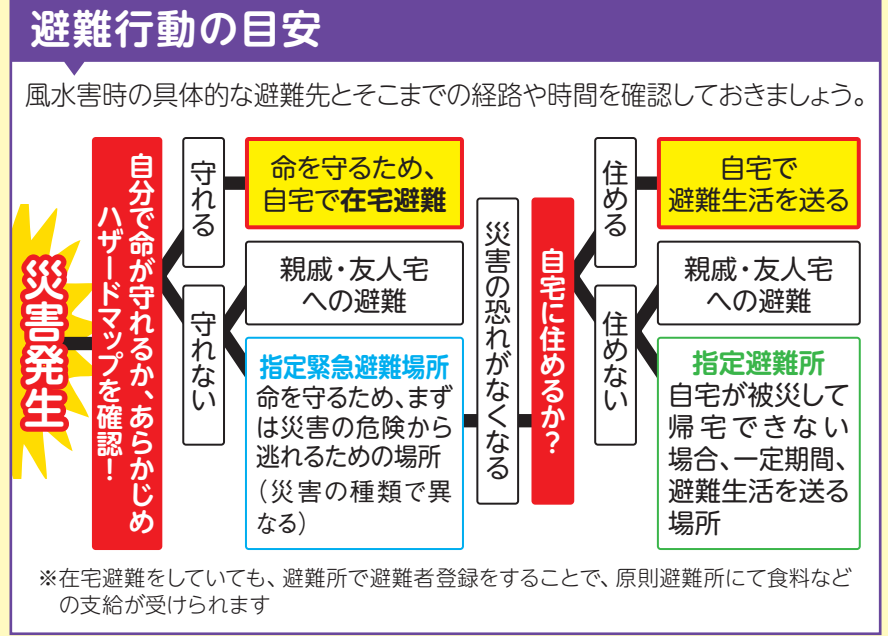 避難行動の目安
風水害時の具体的な避難先とそこまでの経路や時間を確認しておきましょう。
災害発生
自分で命が守れるか、あらかじめ
ハザードマップを確認！
守れる
命を守るため、
自宅で在宅避難
守れない
親戚・友人宅
への避難
指定緊急避難場所
命を守るため、まず
は災害の危険から
逃れるための場所
（災害の種類で異
なる）
災害の恐れがなくなる
自宅に住めるか？
住める
自宅で
避難生活を送る
住めない
親戚・友人宅
への避難
指定避難所
自宅が被災して
帰宅できない
場合、一定期間、
避難生活を送る
場所
※在宅避難をしていても、避難所で避難者登録をすることで、原則避難所にて食料など
の支給が受けられます